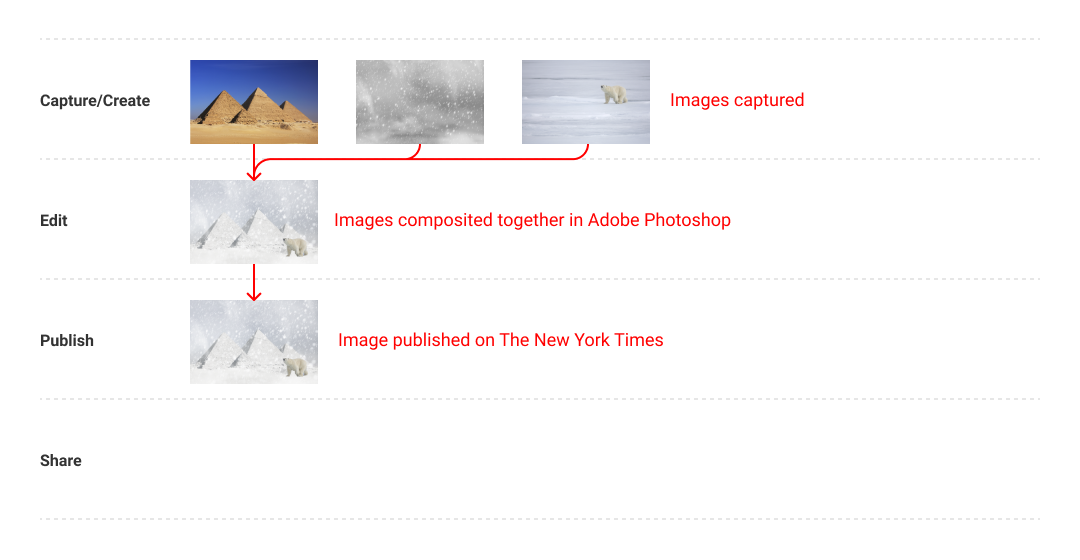 Capture/Create
Images captured
Edit
Images composited together in Adobe Photoshop
Publish
Image published on The New York Times
Share